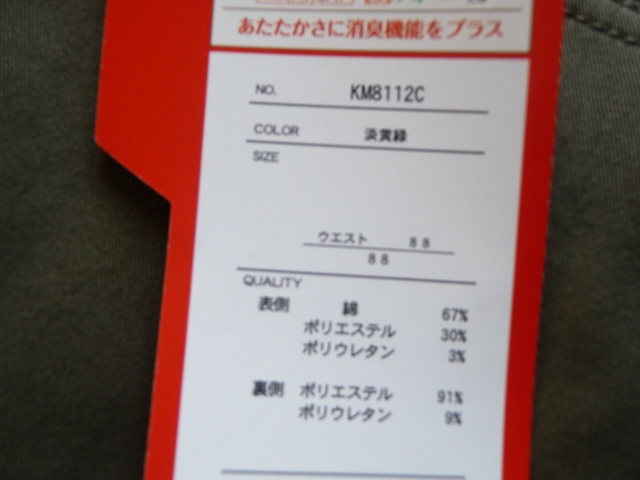 あたたかさに消臭機能をプラス
NO. KM8112C
COLOR 淡黄緑
SIZE
ウエスト 88
88
QUALITY
表側 綿 67%
ポリエステル 30%
ポリウレタン 3%
裏側 ポリエステル 91%
ポリウレタン 9%